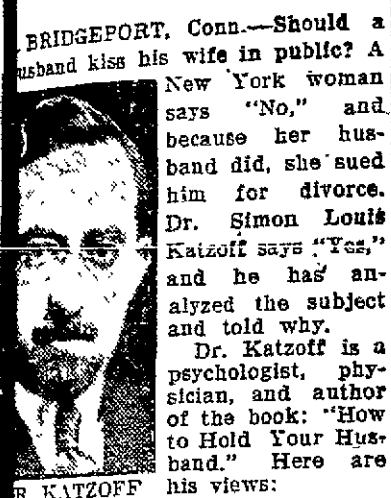 BRIDGEPORT, Conn.—Should a
usband kiss his wife in public? A
New York woman
says "No," and
because her hus-
band did, she sued
him for divorce.
Dr. Simon Louis
Katzoff says "Yes,"
and he has an-
alyzed the subject
and told why.
Dr. Katzoff is a
psychologist, phy-
sician, and author
of the book: "How
to Hold Your Hus-
band." Here are
his views:
R. KATZOFF